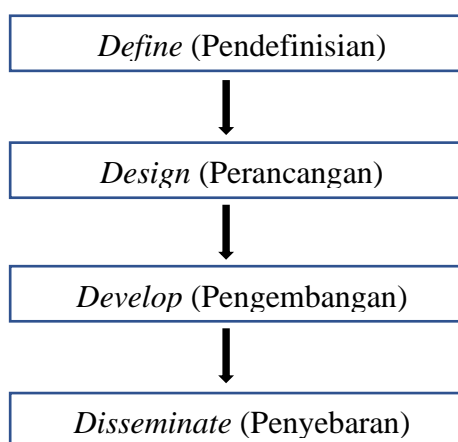 Define (Pendefinisian)
Design (Perancangan)
Develop (Pengembangan)
Disseminate (Penyebaran)